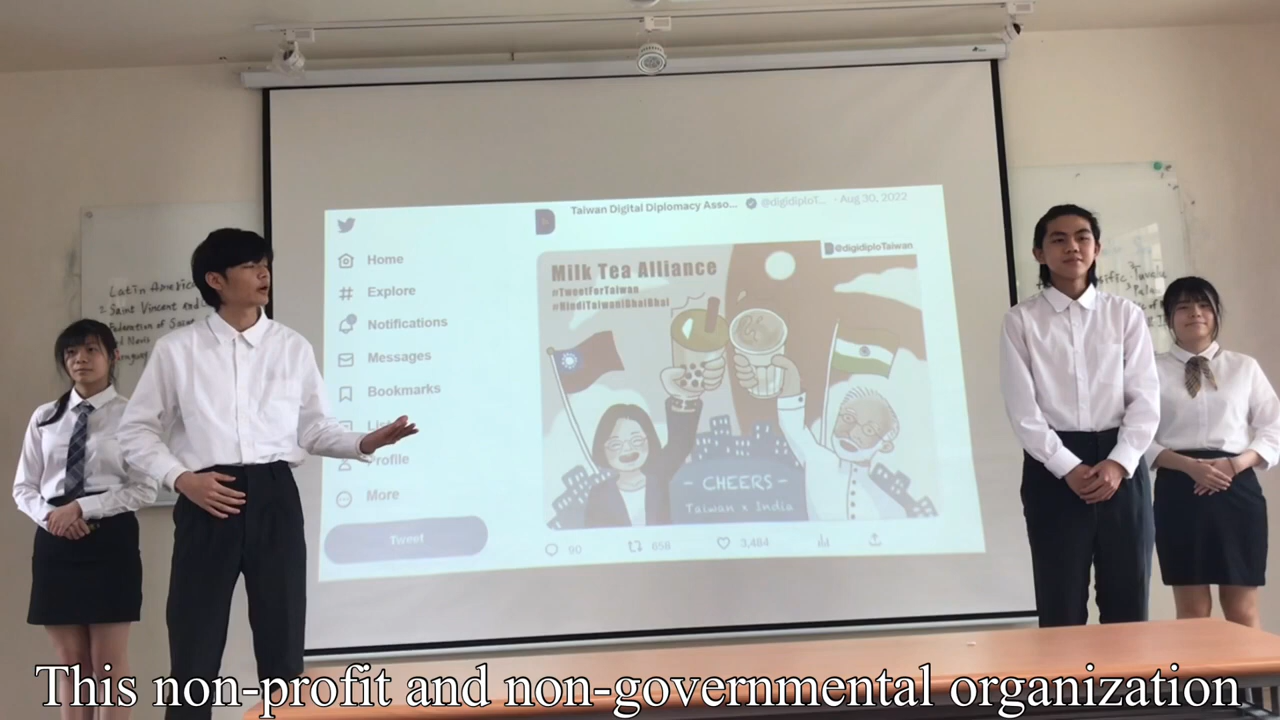 Taiwan Digital Diplomacy Asso... @digidiploT... · Aug 30, 2022
@digidiploTaiwan
Home
Explore
Notifications
Messages
Bookmarks
Profile
More
Tweet
Milk Tea Alliance
#TweetForTaiwan
#HindiTaiwaniBhaiBhai
- CHEERS -
Taiwan x India
90 658 3,484
Latin America
Saint Vincent and
Federation of Saint
Nevis
This non-profit and non-governmental organization